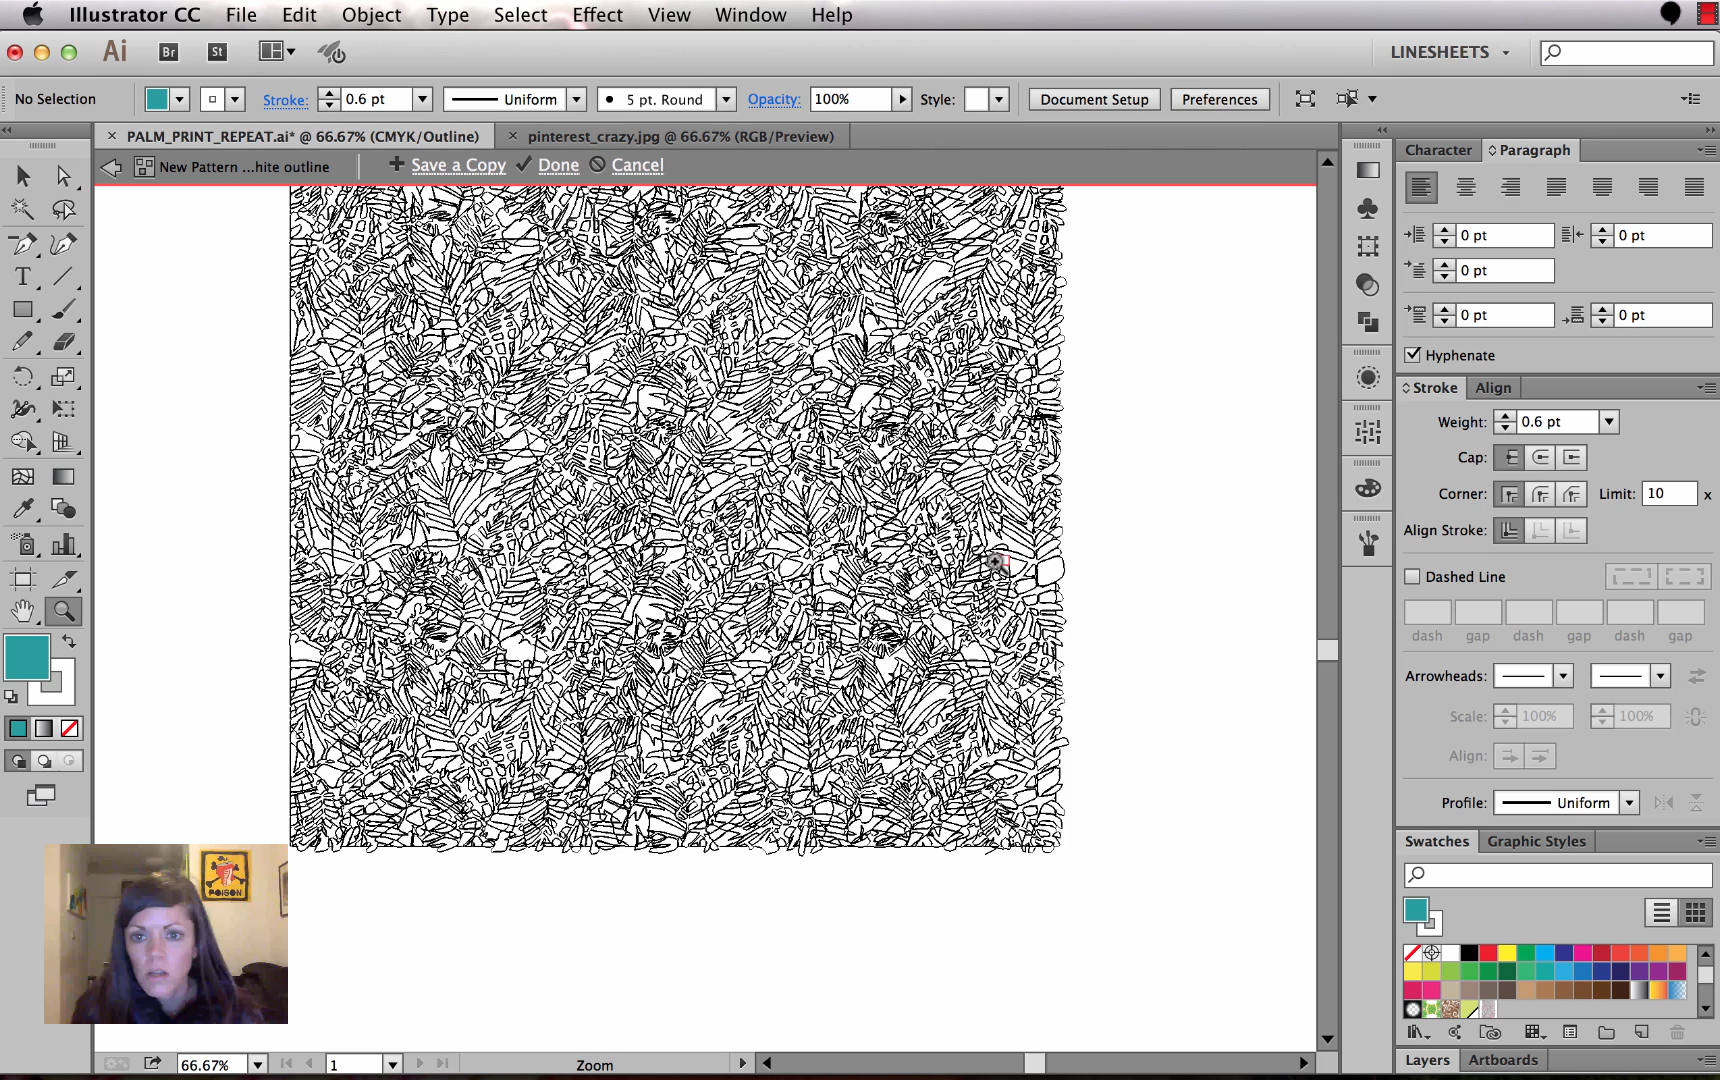 Illustrator CC File Edit Object Type Select Effect View Window Help
Ai Br St LINESHEETS
No Selection Stroke: 0.6 pt Uniform 5 pt. Round Opacity: 100% Style: Document Setup Preferences
× PALM_PRINT_REPEAT.ai* @ 66.67% (CMYK/Outline) × pinterest_crazy.jpg @ 66.67% (RGB/Preview)
New Pattern ...hite outline + Save a Copy Done Cancel
Character Paragraph
0 pt 0 pt
0 pt
0 pt 0 pt
Hyphenate
Stroke Align
Weight: 0.6 pt
Cap:
Corner: Limit: 10 x
Align Stroke:
Dashed Line
dash gap dash gap dash gap
Arrowheads:
Scale: 100% 100%
Align:
Profile: Uniform
Swatches Graphic Styles
T
POISON
66.67% 1 Zoom
Layers Artboards